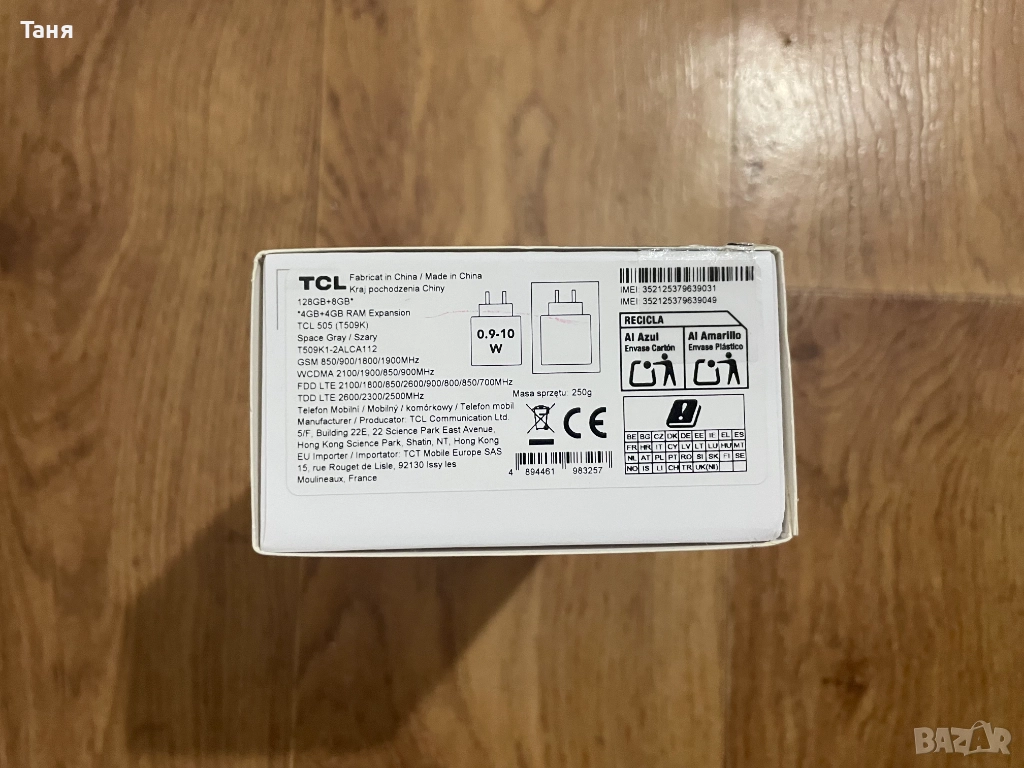 Таня
TCL
Fabricat in China / Made in China
Kraj pochodzenia Chiny
128GB+8GB*
*4GB+4GB RAM Expansion
TCL 505 (T509K)
Space Gray / Szary
T509K1-2ALCA112
GSM 850/900/1800/1900MHz
WCDMA 2100/1900/850/900MHz
FDD LTE 2100/1800/850/2600/900/800/850/700MHz
TDD LTE 2600/2300/2500MHz
Telefon Mobilni / Mobilný / komórkowy / Telefon mobil
Manufacturer / Producator: TCL Communication Ltd.
5/F, Building 22E, 22 Science Park East Avenue,
Hong Kong Science Park, Shatin, NT, Hong Kong
EU Importer / Importator: TCT Mobile Europe SAS
15, rue Rouget de Lisle, 92130 Issy les
Moulineaux, France
0.9-10
W
Masa sprzętu: 250g
CE
4 894461 983257
IMEI 352125379639031
IMEI 352125379639049
RECICLA
Al Azul
Envase Cartón
Al Amarillo
Envase Plástico
BE BG CZ DK DE EE IE EL ES
FR HR IT CY LV LT LU HU MT
NL AT PL PT RO SI SK FI SE
NO IS LI CH TR UK(NI)
BAZAR